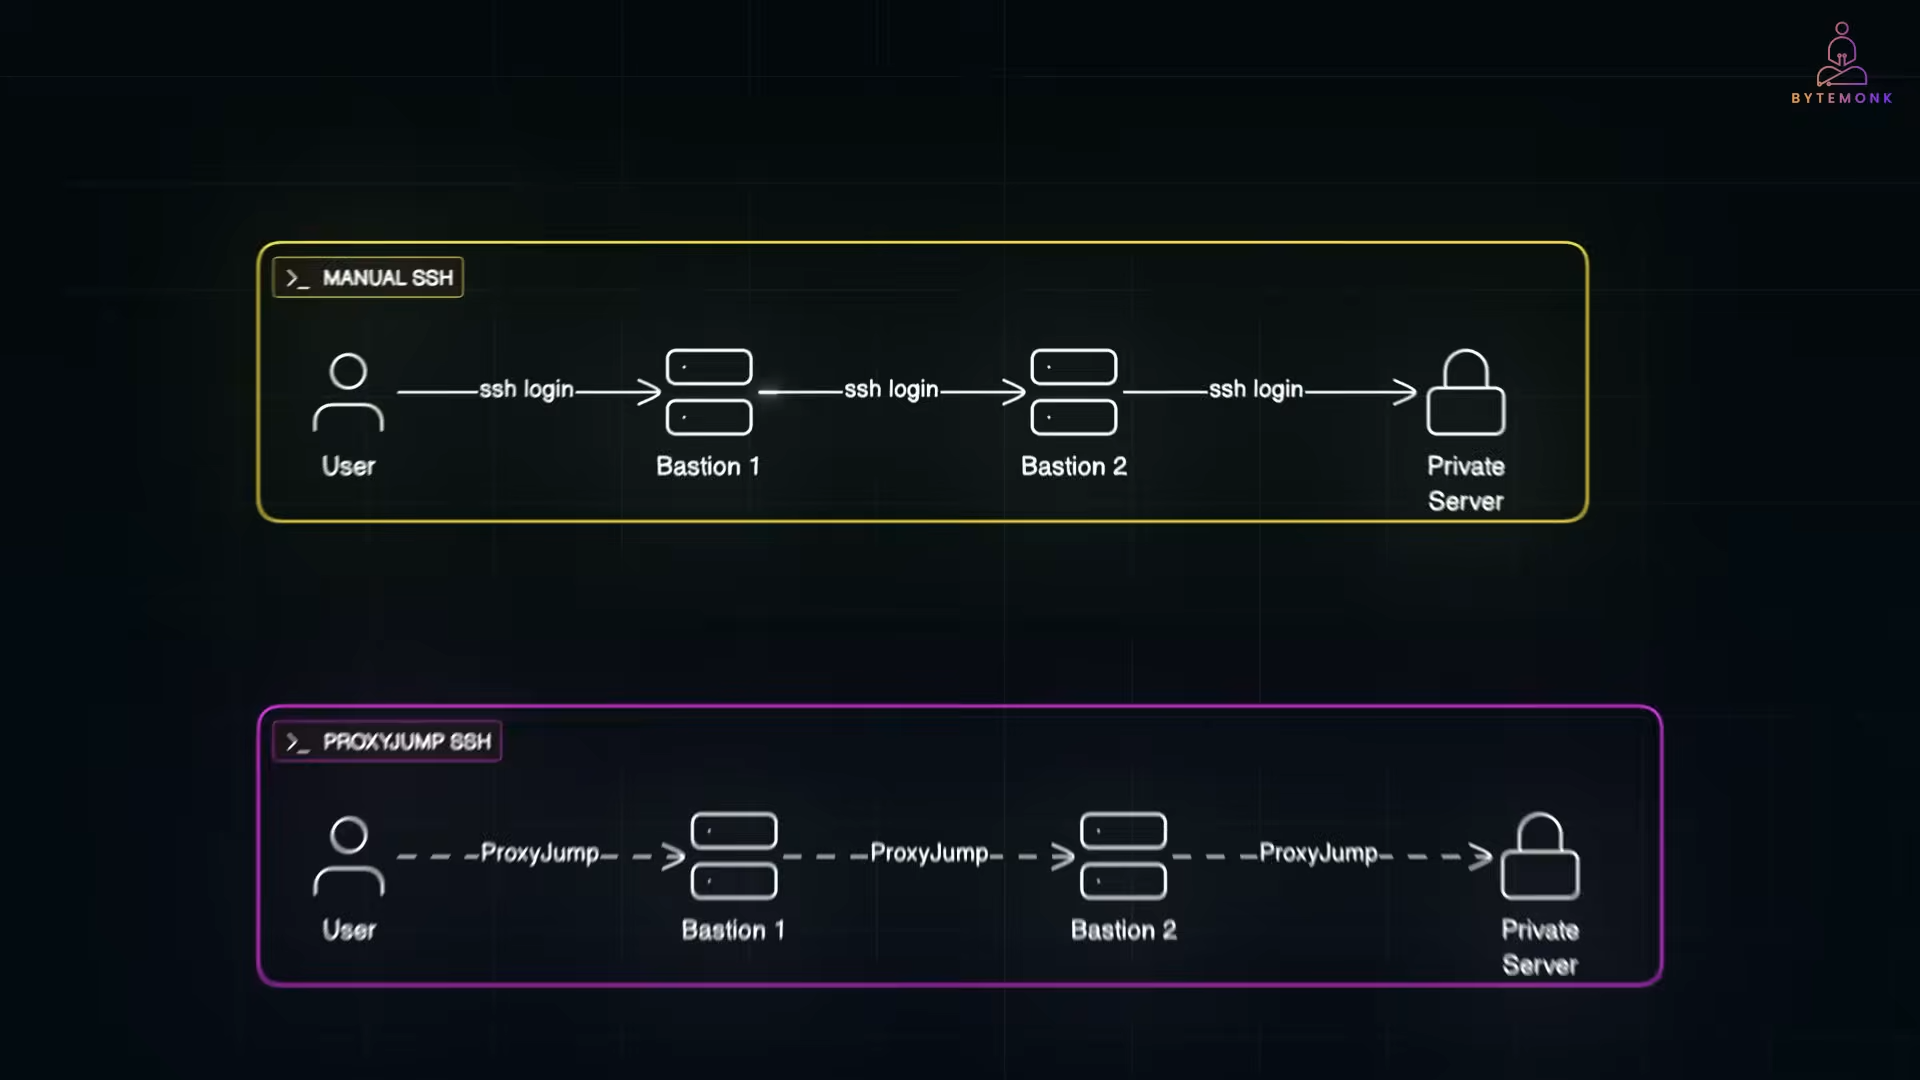 BYTEMONK
>_ MANUAL SSH
ssh login
ssh login
ssh login
User
Bastion 1
Bastion 2
Private
Server
>_ PROXYJUMP SSH
ProxyJump
ProxyJump
ProxyJump
User
Bastion 1
Bastion 2
Private
Server